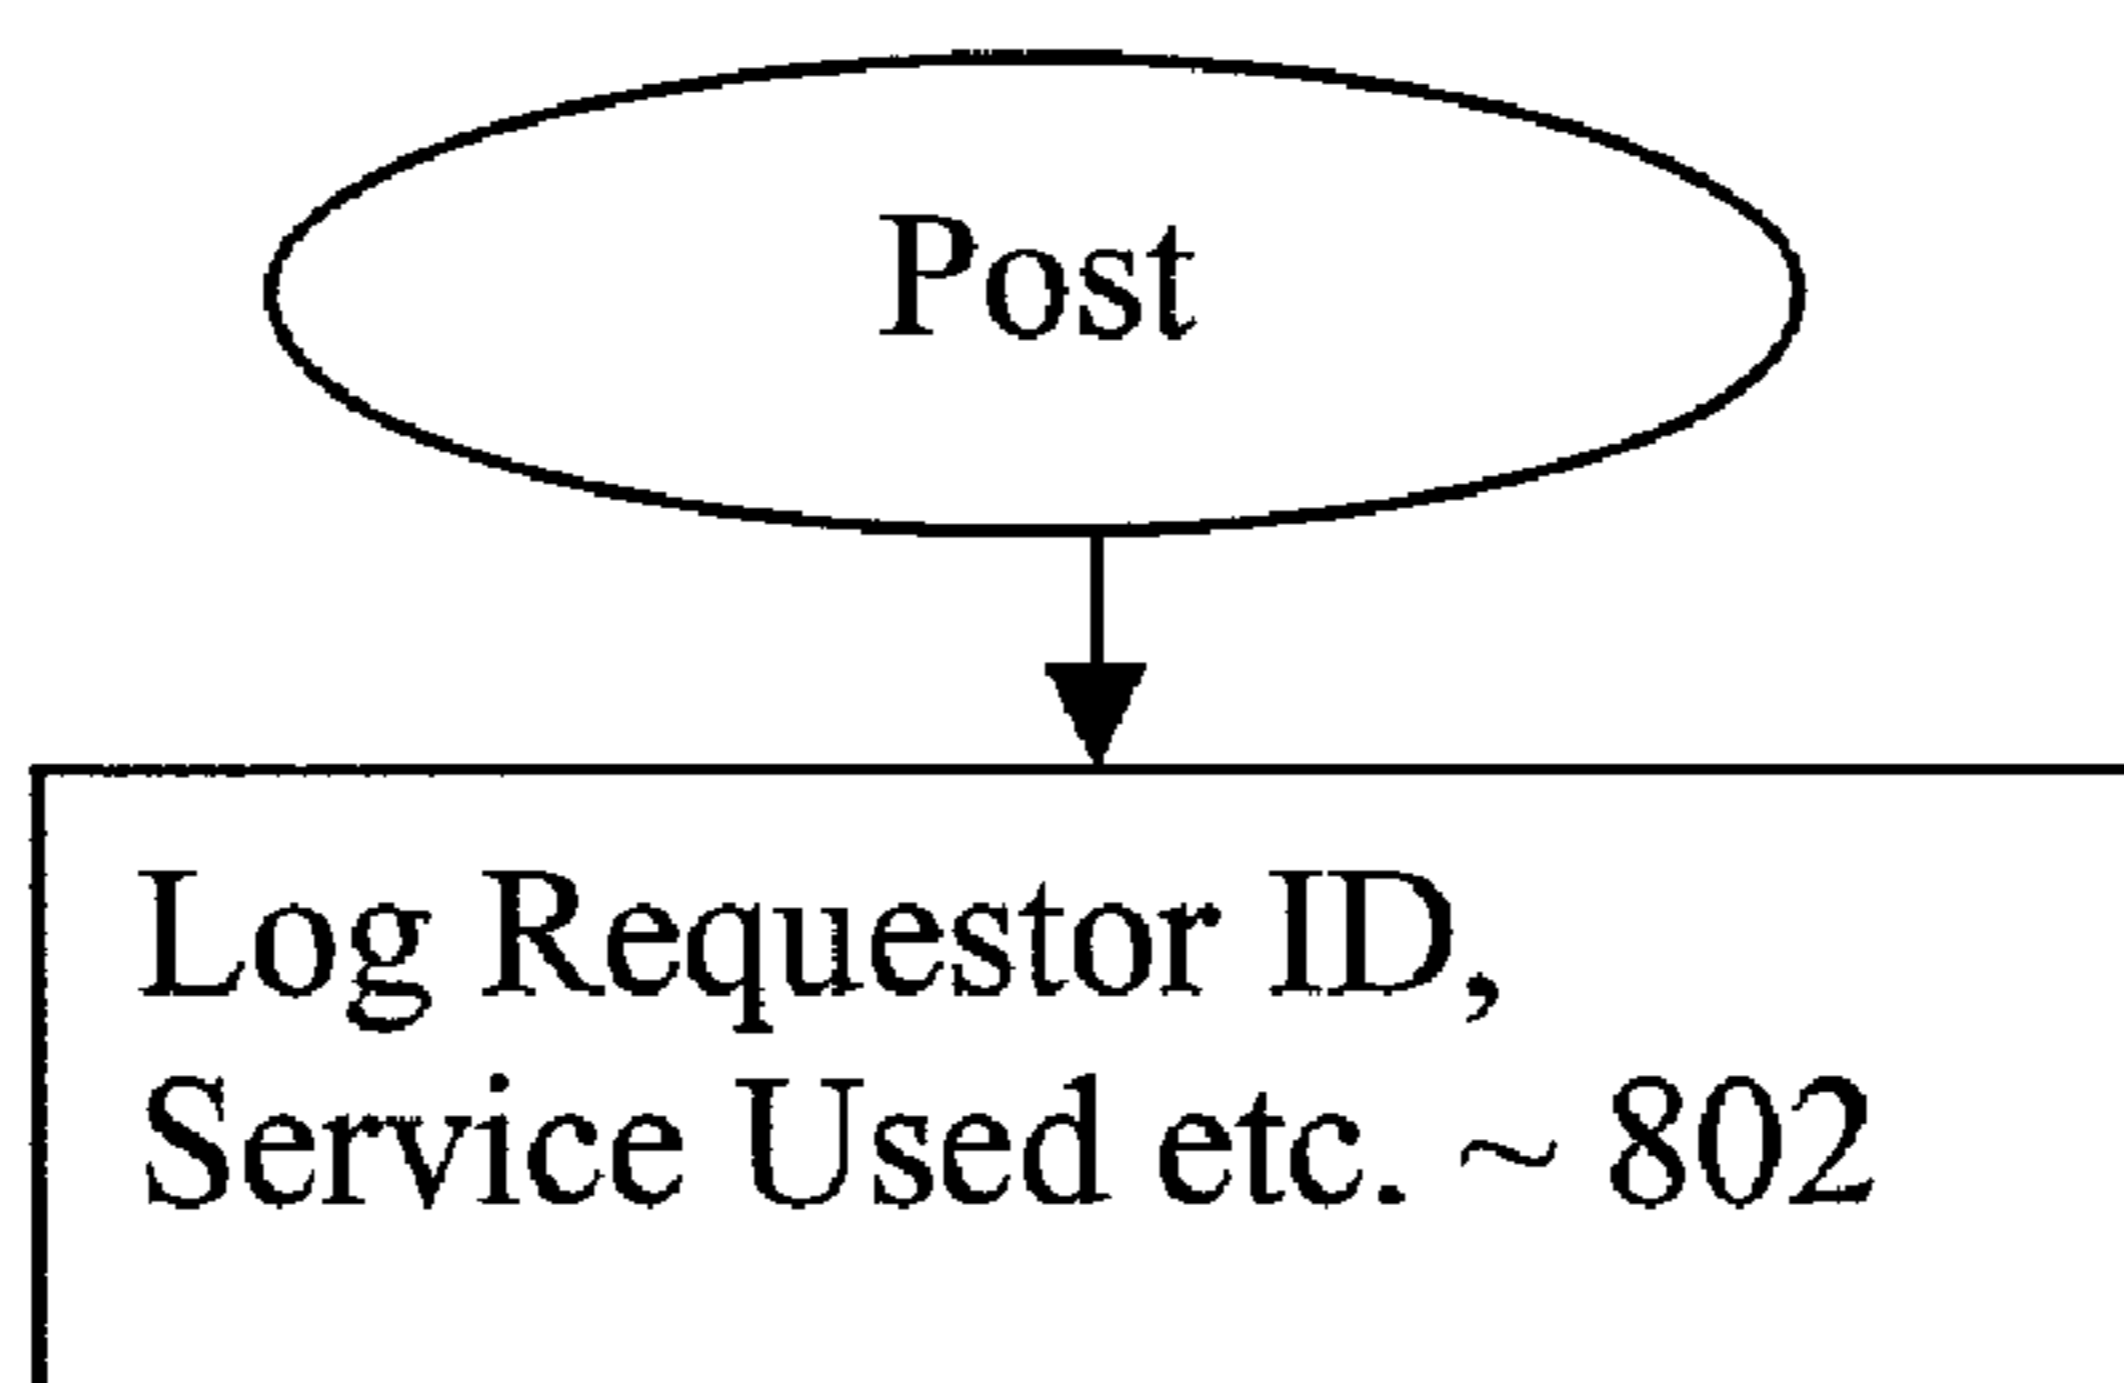 Post
Log Requestor ID,
Service Used etc. ~ 802